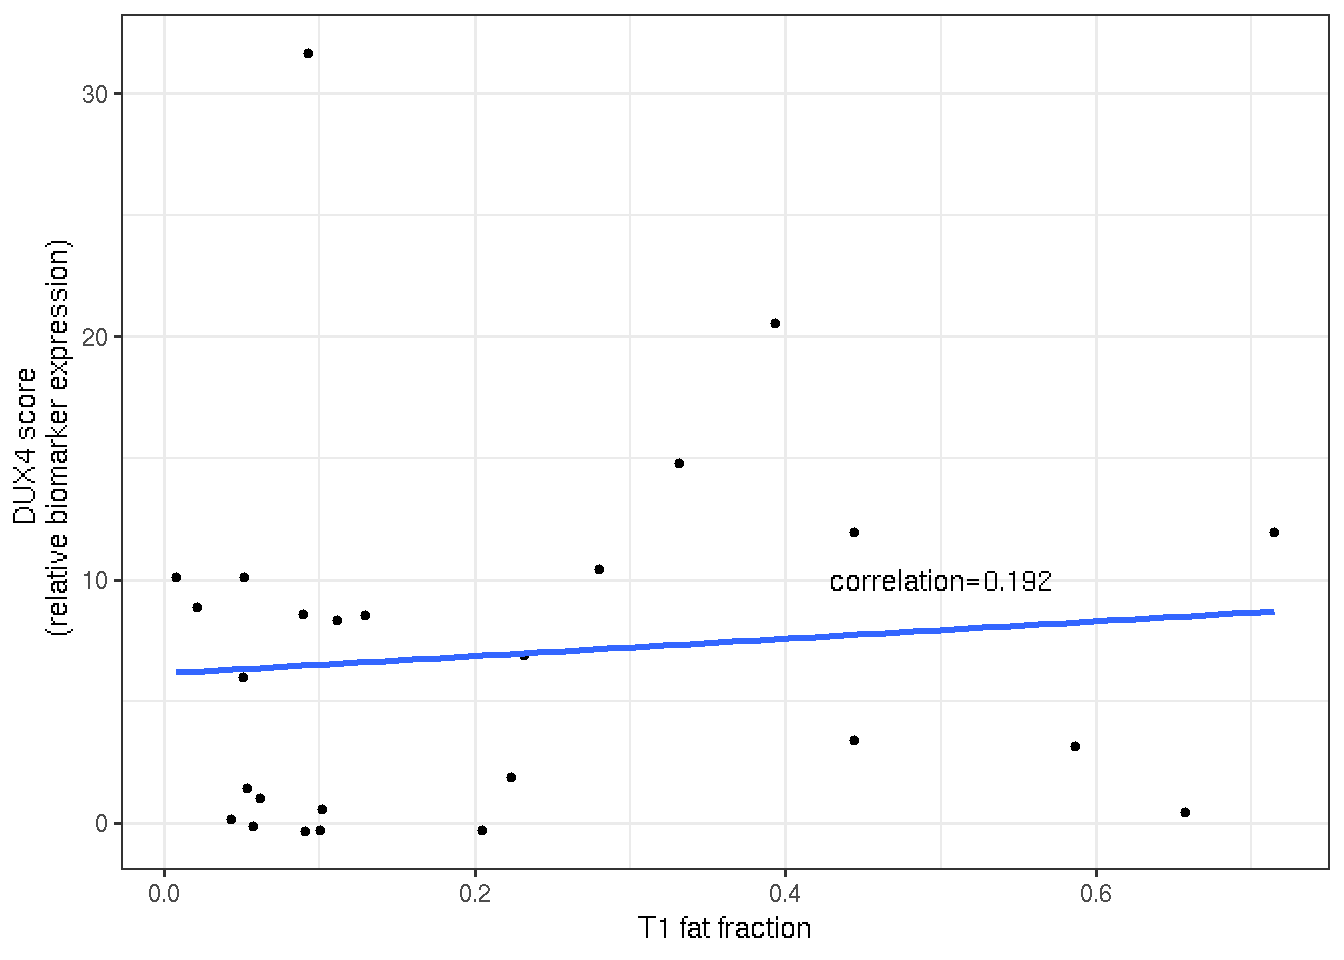 DUX4 score
(relative biomarker expression)
30
20
10
0
correlation=0.192
0.0
0.2
0.4
0.6
T1 fat fraction